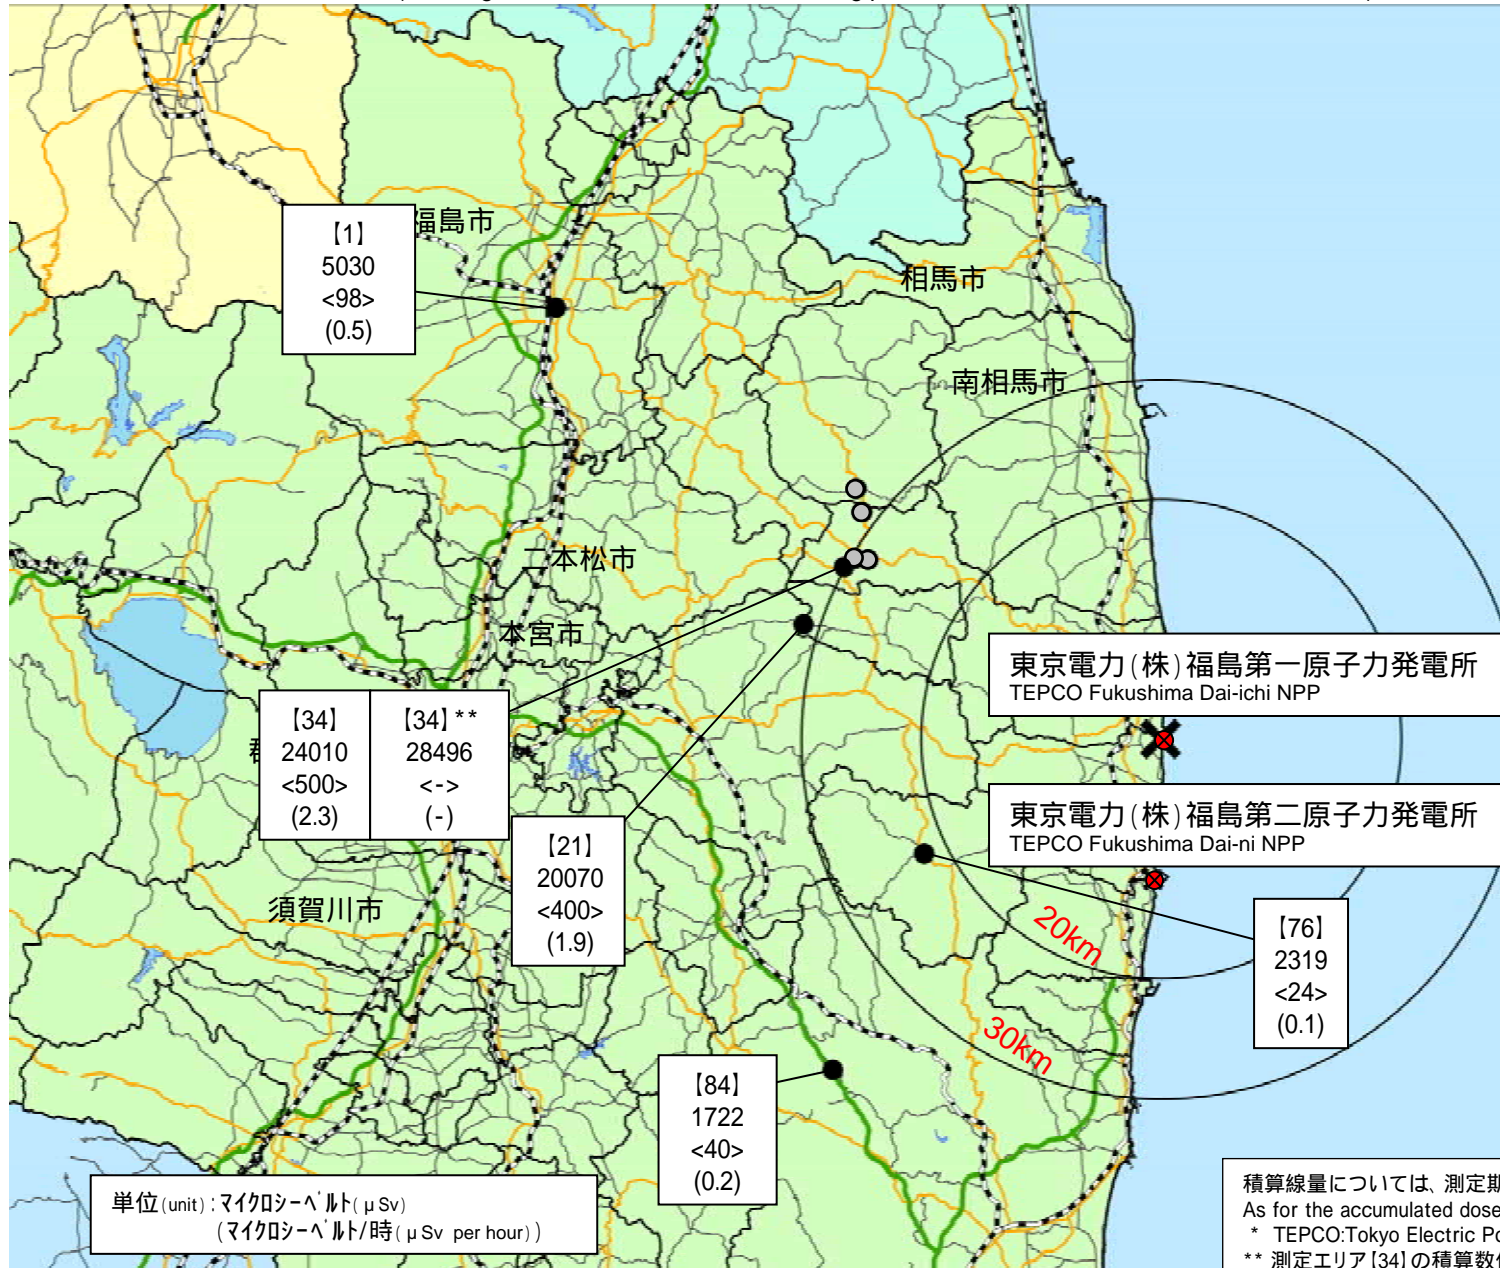 福島市
【1】
5030
<98>
(0.5)
相馬市
南相馬市
二本松市
本宮市
東京電力(株)福島第一原子力発電所
TEPCO Fukushima Dai-ichi NPP
【34】
24010
<500>
(2.3)
【34】**
28496
<->
(-)
東京電力(株)福島第二原子力発電所
TEPCO Fukushima Dai-ni NPP
【21】
20070
<400>
(1.9)
須賀川市
20km
【76】
2319
<24>
(0.1)
30km
【84】
1722
<40>
(0.2)
単位(unit):マイクロシーベルト(μSv)
(マイクロシーベルト/時(μSv per hour))
積算線量については、測定期
As for the accumulated dose
* TEPCO:Tokyo Electric Po
** 測定エリア【34】の積算数